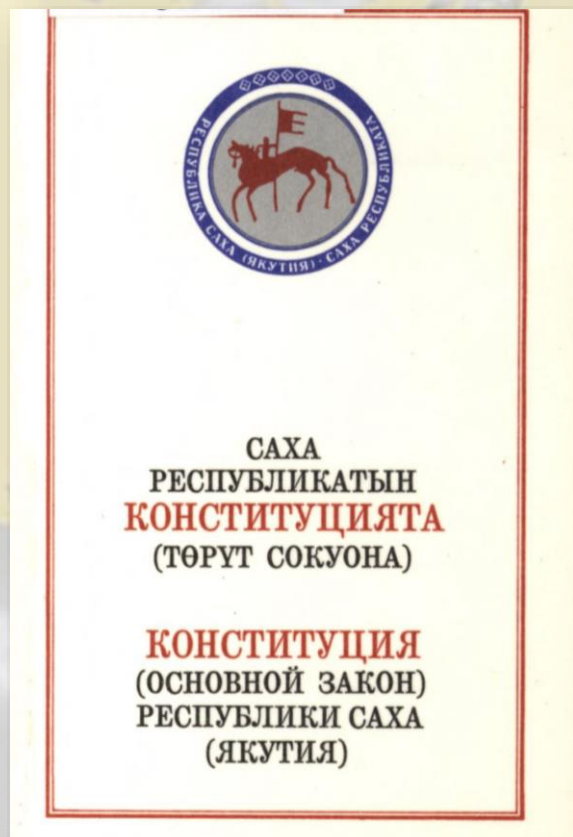 РЕСПУБЛИКА САХА (ЯКУТИЯ) · САХА РЕСПУБЛИКАТА
САХА
РЕСПУБЛИКАТЫН
КОНСТИТУЦИЯТА
(ТӨРҮТ СОКУОНА)
КОНСТИТУЦИЯ
(ОСНОВНОЙ ЗАКОН)
РЕСПУБЛИКИ САХА
(ЯКУТИЯ)